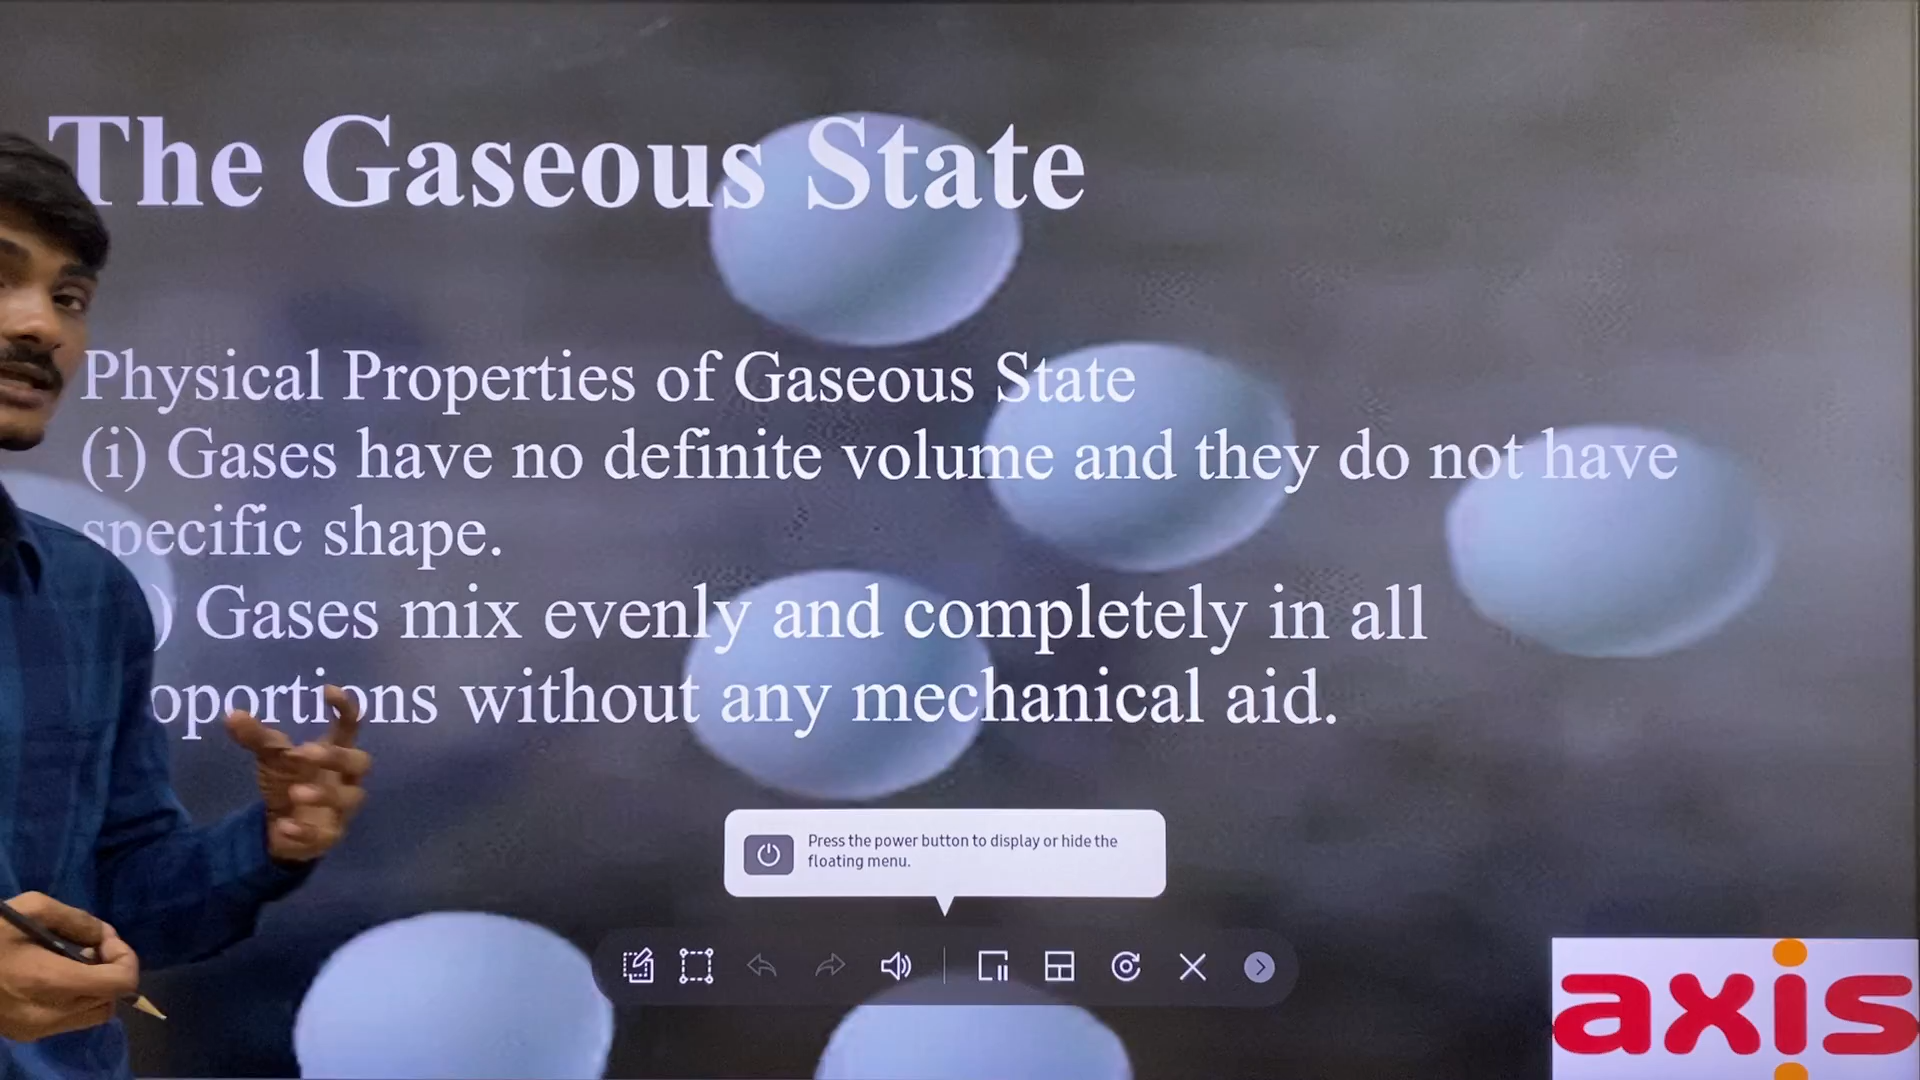 The Gaseous State
Physical Properties of Gaseous State
(i) Gases have no definite volume and they do not have
specific shape.
) Gases mix evenly and completely in all
oportions without any mechanical aid.
Press the power button to display or hide the
floating menu.
axis